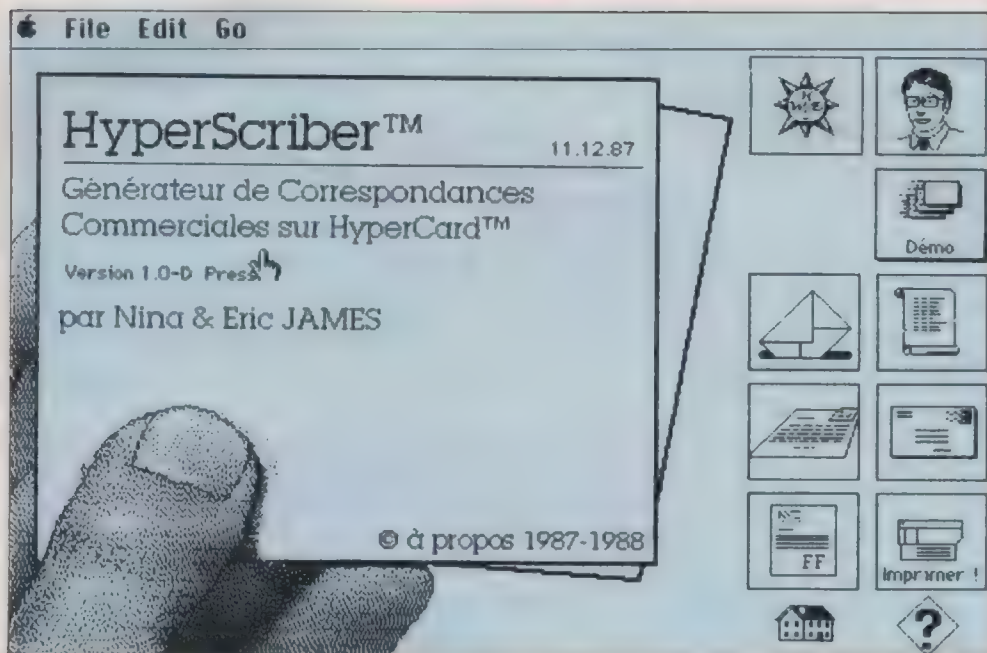 File Edit Go
HyperScriber™
11.12.87
Générateur de Correspondances
Commerciales sur HyperCard™
Version 1.0-D Press
par Nina & Eric JAMES
© à propos 1987-1988
Démo
FF
Imprimer !
?